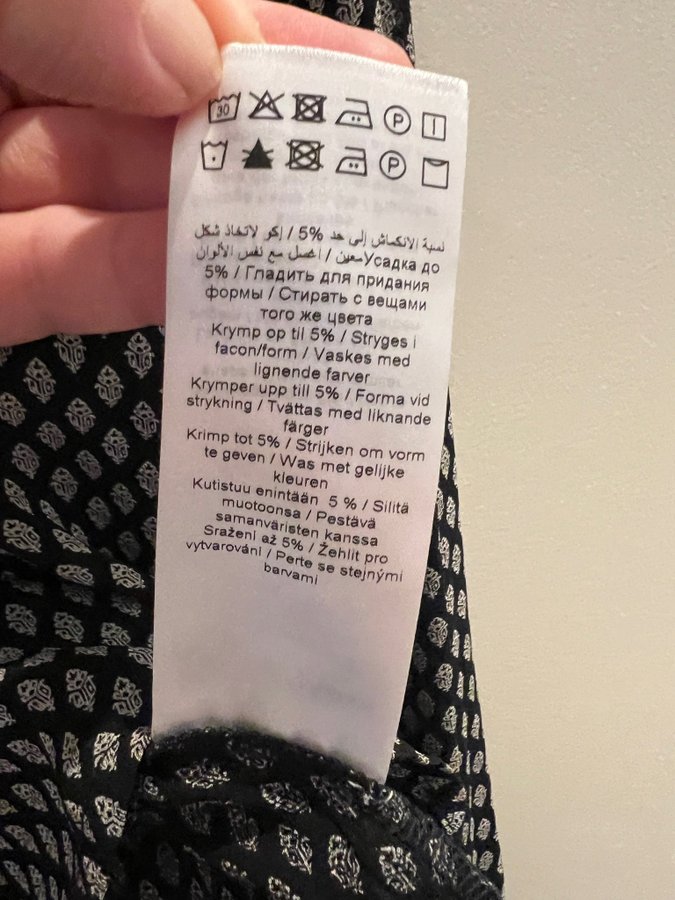 30 P
P
نسبة الانكماش إلى حد 5% / إكو لاتخاذ شكل
معين / اغسل مع نفس الألوان Усадка до
5% / Гладить для придания
формы / Стирать с вещами
того же цвета
Krymp op til 5% / Stryges i
facon/form / Vaskes med
lignende farver
Krymper upp till 5% / Forma vid
strykning / Tvättas med liknande
färger
Krimp tot 5% / Strijken om vorm
te geven / Was met gelijke
kleuren
Kutistuu enintään 5 % / Silitä
muotoonsa / Pestävä
samanväristen kanssa
Sražení až 5% / Žehlit pro
vytvarování / Perte se stejnými
barvami